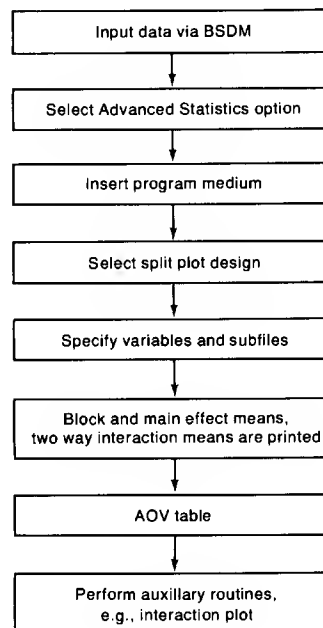 Input data via BSDM
Select Advanced Statistics option
Insert program medium
Select split plot design
Specify variables and subfiles
Block and main effect means,
two way interaction means are printed
AOV table
Perform auxillary routines,
e.g., interaction plot